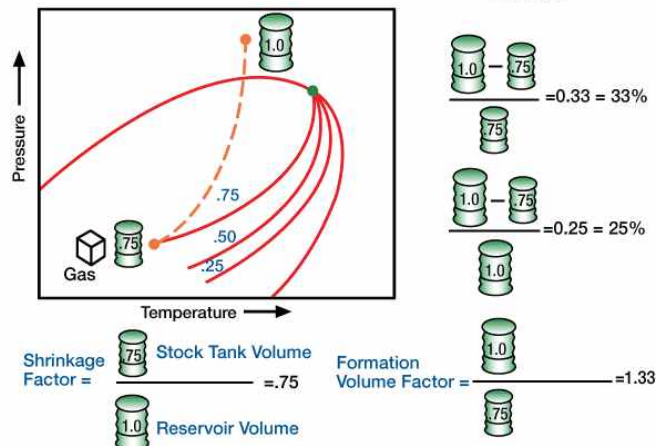 Pressure
1.0
.75
.50
.25
.75
Gas
Temperature
1.0 – .75
.75
=0.33 = 33%
1.0 – .75
1.0
=0.25 = 25%
Shrinkage
Factor =
.75 Stock Tank Volume
=.75
1.0 Reservoir Volume
Formation
Volume Factor =
1.0
.75
=1.33